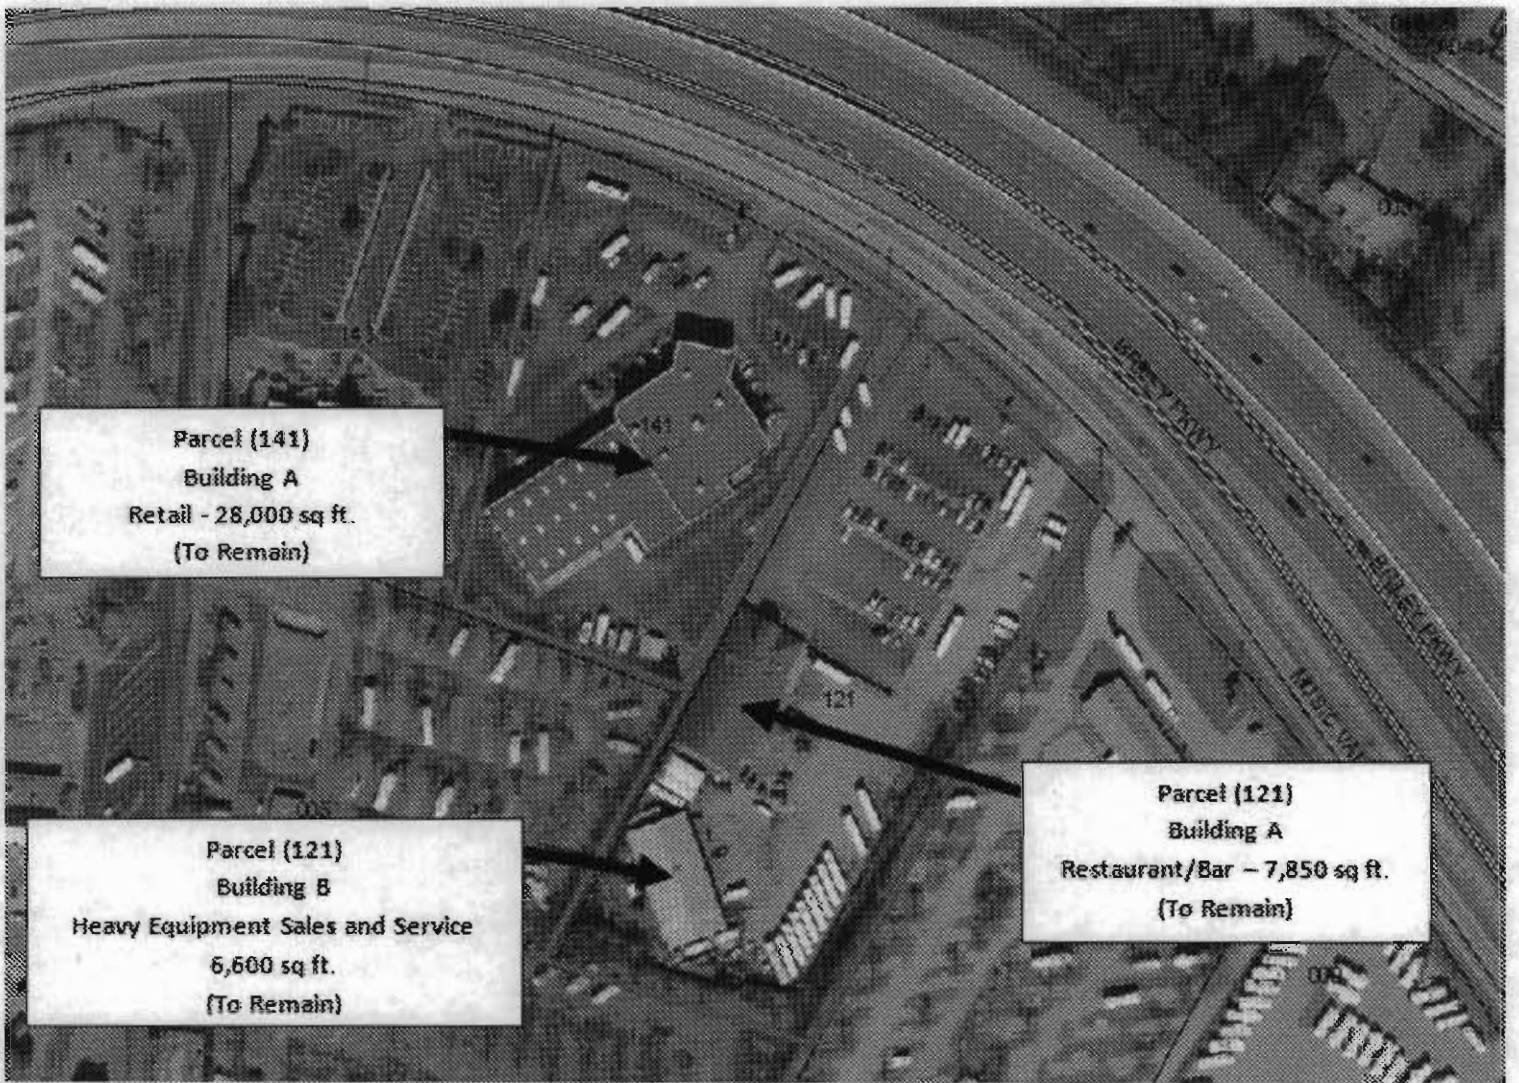 Parcel (141)
Building A
Retail - 28,000 sq ft.
(To Remain)
141
121
Parcel (121)
Building A
Restaurant/Bar – 7,850 sq ft.
(To Remain)
Parcel (121)
Building B
Heavy Equipment Sales and Service
6,600 sq ft.
(To Remain)
BRILEY PKWY
BRILEY PKWY
MUSIC VAL